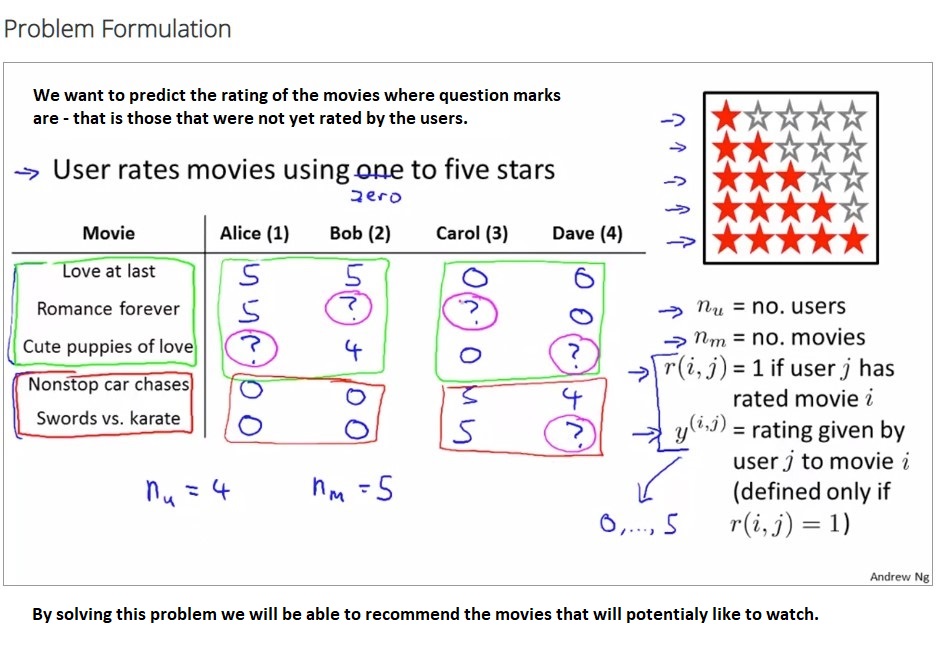 Problem Formulation
We want to predict the rating of the movies where question marks
are - that is those that were not yet rated by the users.
→ User rates movies using one to five stars
zero
Movie Alice (1) Bob (2) Carol (3) Dave (4)
Love at last 5 5 0 0
Romance forever 5 ? ? 0
Cute puppies of love ? 4 0 ?
Nonstop car chases 0 0 5 4
Swords vs. karate 0 0 5 ?
n_u = 4 n_m = 5
→ n_u = no. users
→ n_m = no. movies
→ r(i, j) = 1 if user j has
rated movie i
→ y^(i,j) = rating given by
user j to movie i
(defined only if
r(i, j) = 1)
0,..., 5
Andrew Ng
By solving this problem we will be able to recommend the movies that will potentialy like to watch.